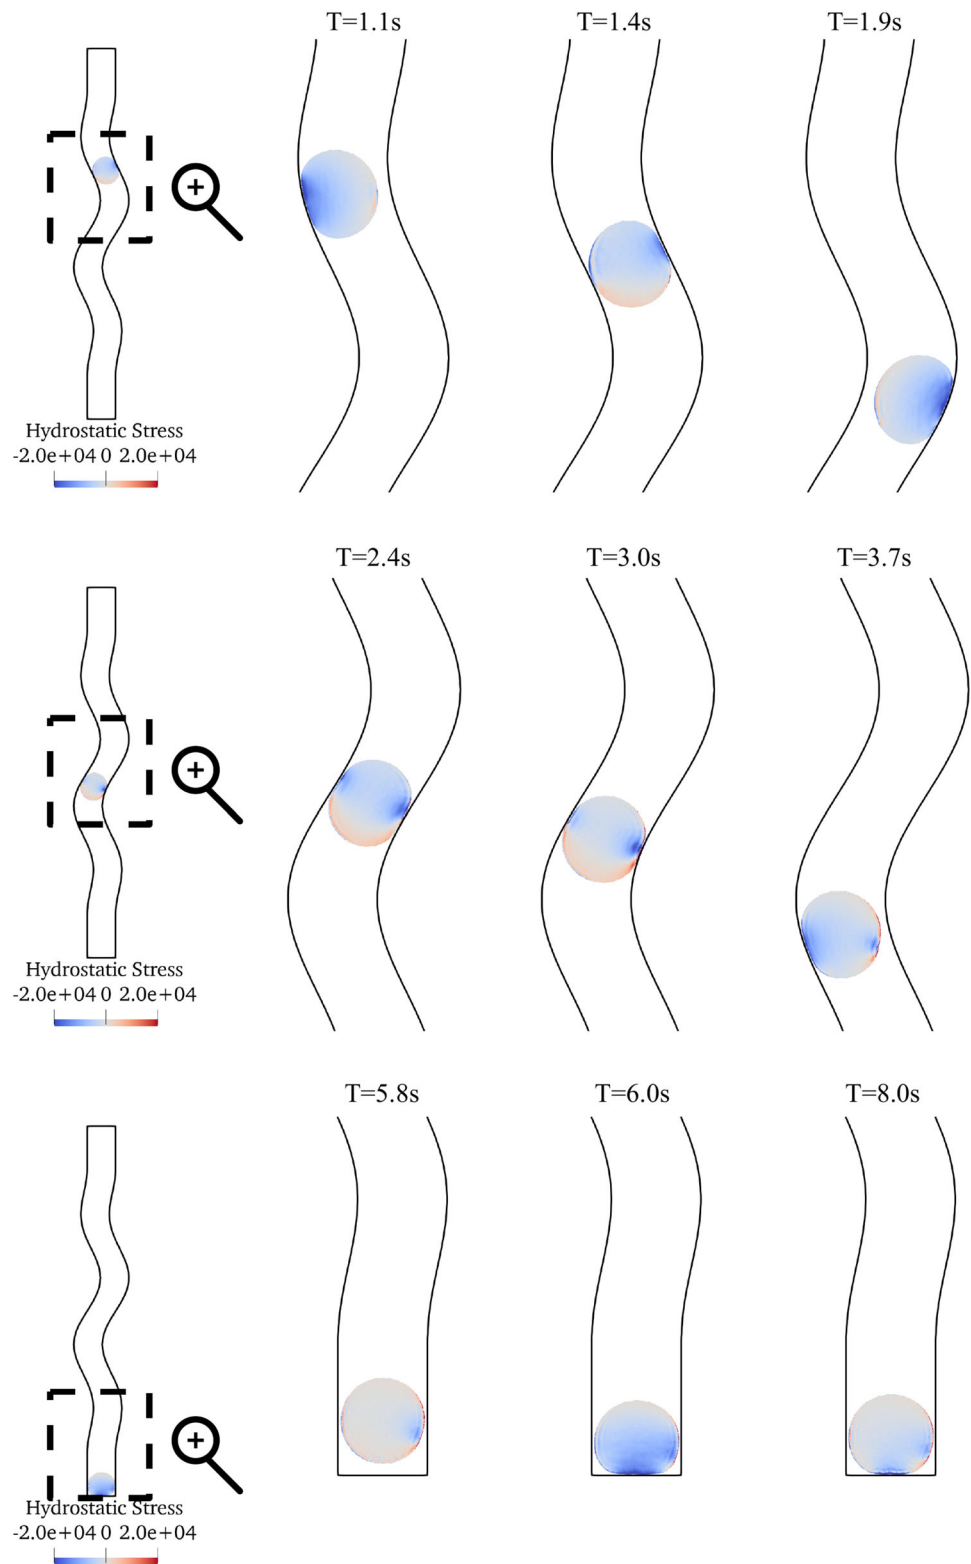 T=1.1s T=1.4s T=1.9s
Hydrostatic Stress
-2.0e+04 0 2.0e+04
T=2.4s T=3.0s T=3.7s
Hydrostatic Stress
-2.0e+04 0 2.0e+04
T=5.8s T=6.0s T=8.0s
Hydrostatic Stress
-2.0e+04 0 2.0e+04